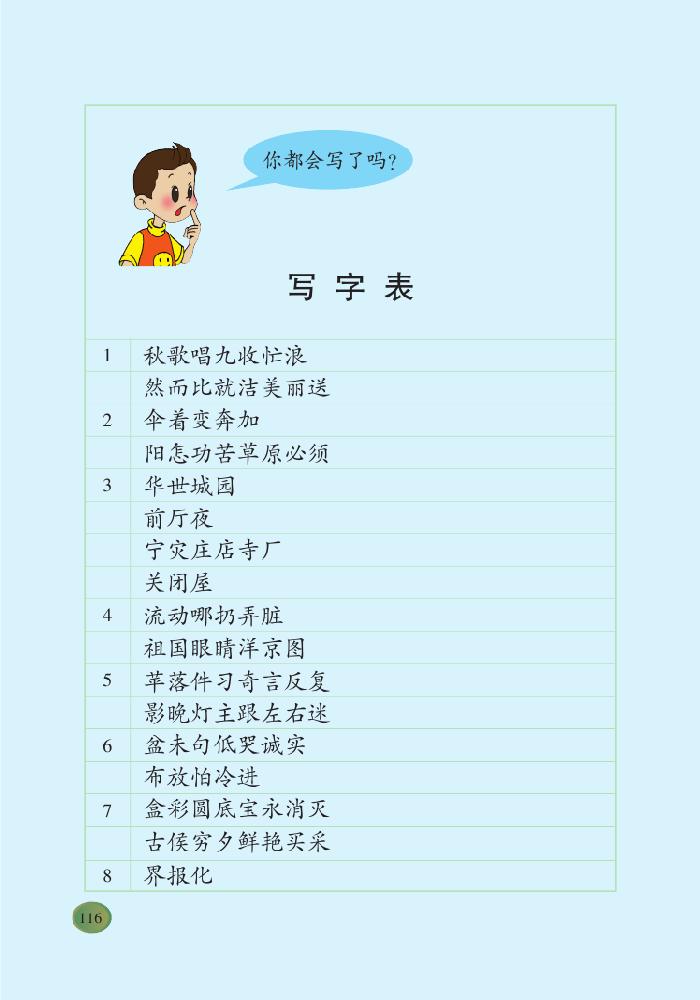 你都会写了吗？
写字表
1 秋歌唱九收忙浪
然而比就洁美丽送
2 伞着变奔加
阳怎功苦草原必须
3 华世城园
前厅夜
宁灾庄店寺厂
关闭屋
4 流动哪扔弄脏
祖国眼睛洋京图
5 苹落件习奇言反复
影晚灯主跟左右迷
6 盆未句低哭诚实
布放怕冷进
7 盒彩圆底宝永消灭
古侯穷夕鲜艳买采
8 界报化
116